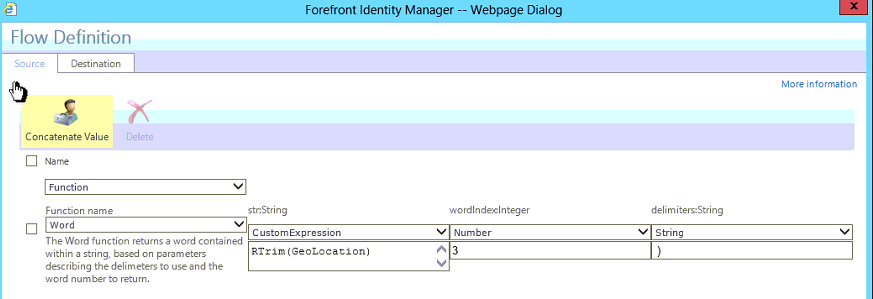 Forefront Identity Manager -- Webpage Dialog
x
Flow Definition
Source Destination
More information
Concatenate Value Delete
Name
Function
Function name str:String wordIndex:Integer delimiters:String
Word CustomExpression Number String
The Word function returns a word contained
within a string, based on parameters
describing the delimeters to use and the
word number to return.
RTrim(GeoLocation) 3 )